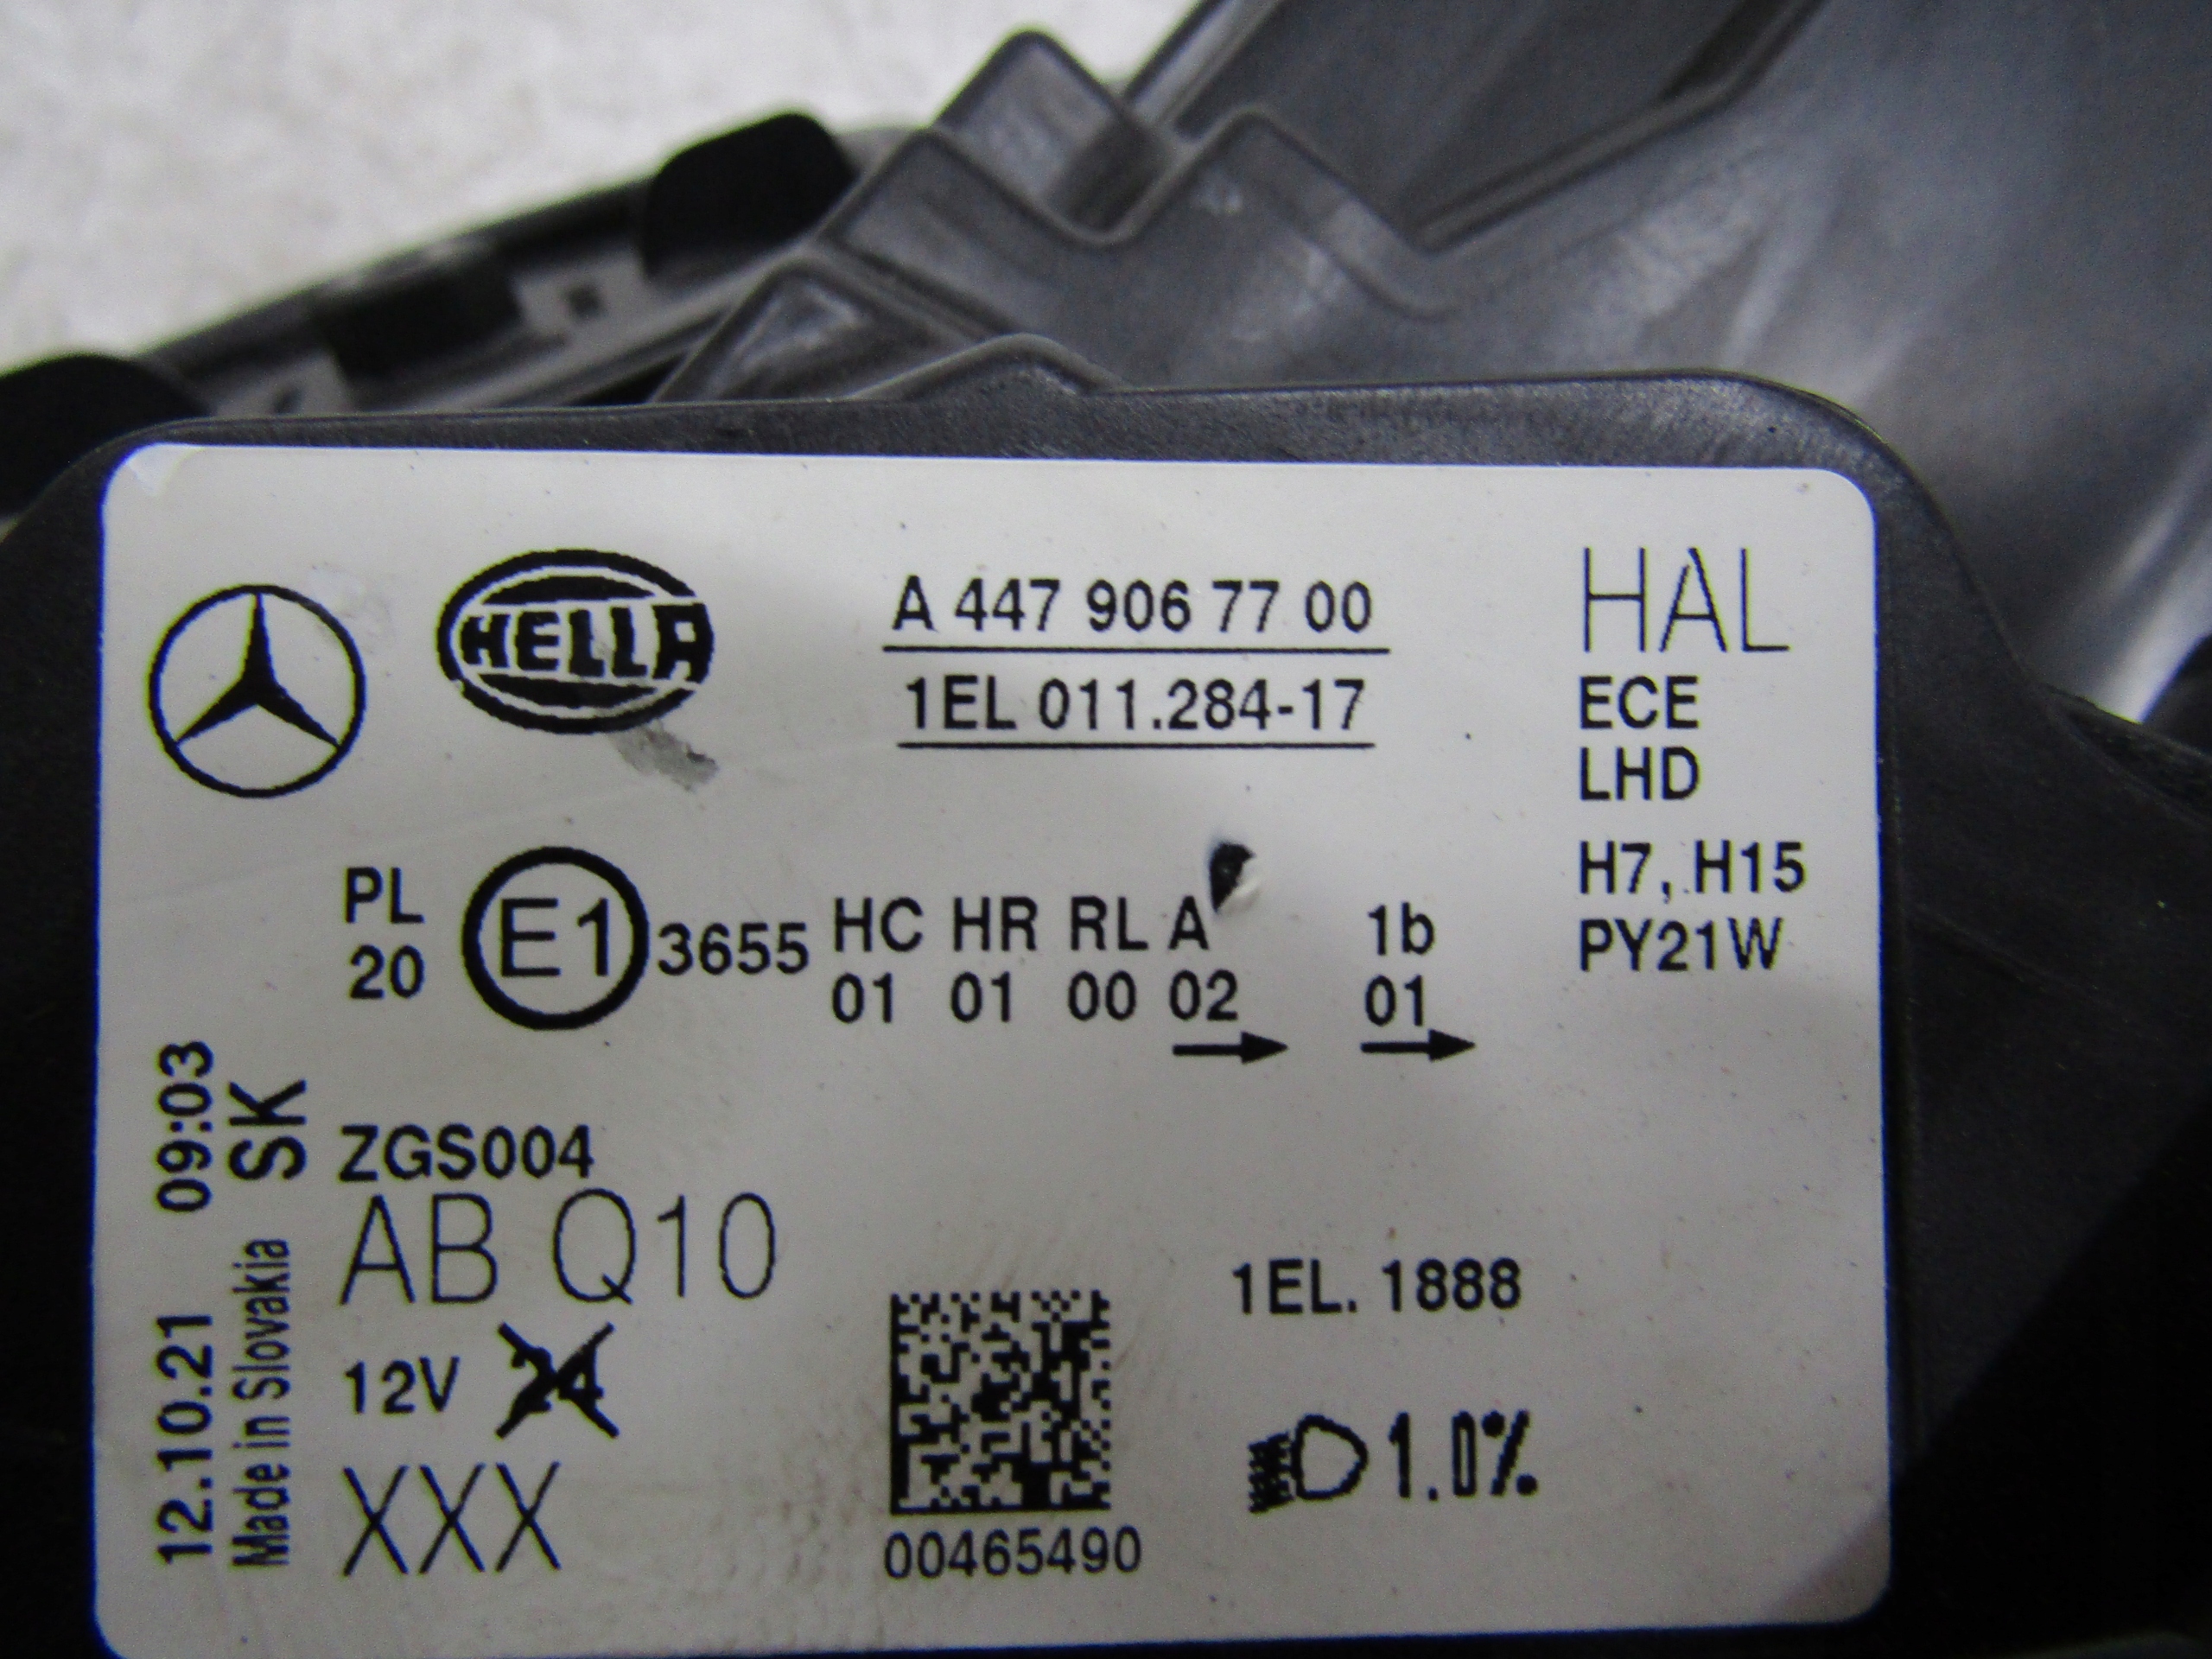 HELLA
A 447 906 77 00
1EL 011.284-17
HAL
ECE
LHD
H7, H15
PY21W
PL
20
E1
3655
HC HR RL A 1b
01 01 00 02 01
12.10.21 09:03
Made in Slovakia SK
ZGS004
AB Q10
12V
XXX
00465490
1EL. 1888
1.0%